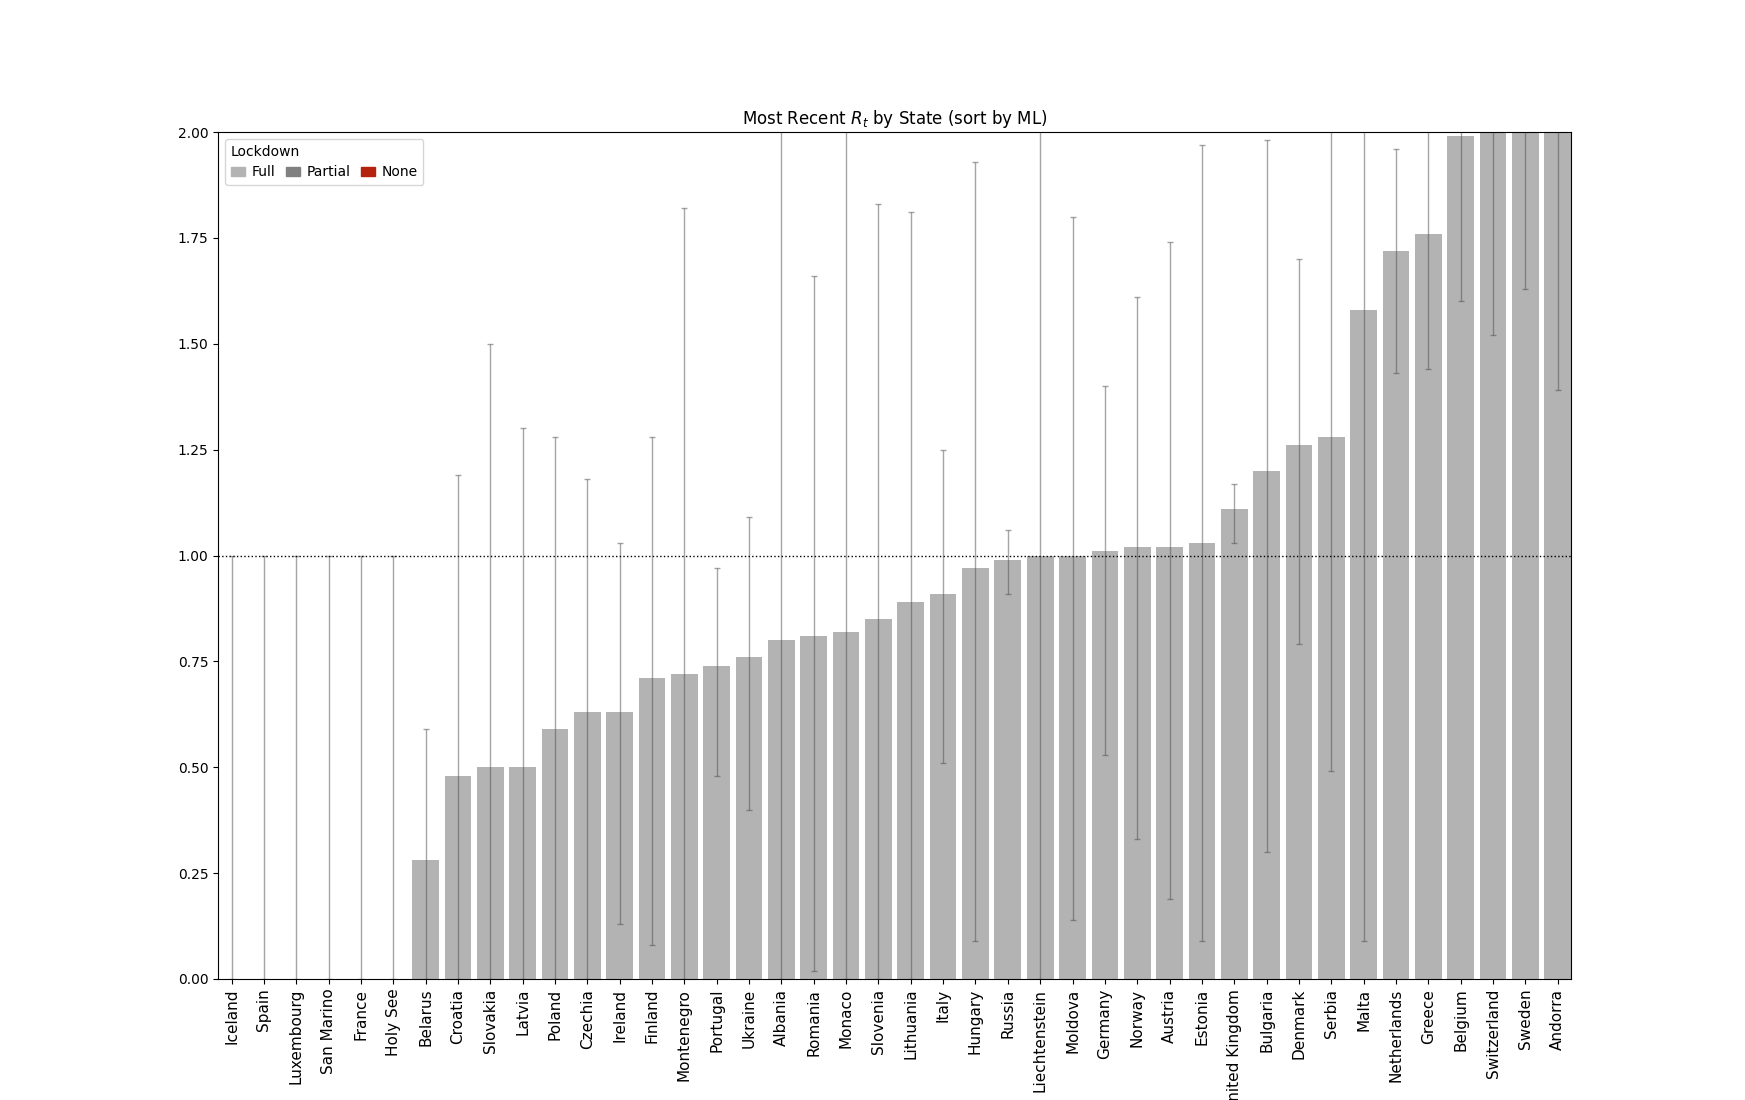 Most Recent Rt by State (sort by ML)
Lockdown
Full Partial None
2.00
1.75
1.50
1.25
1.00
0.75
0.50
0.25
0.00
Iceland
Spain
Luxembourg
San Marino
France
Holy See
Belarus
Croatia
Slovakia
Latvia
Poland
Czechia
Ireland
Finland
Montenegro
Portugal
Ukraine
Albania
Romania
Monaco
Slovenia
Lithuania
Italy
Hungary
Russia
Liechtenstein
Moldova
Germany
Norway
Austria
Estonia
nited Kingdom
Bulgaria
Denmark
Serbia
Malta
Netherlands
Greece
Belgium
Switzerland
Sweden
Andorra